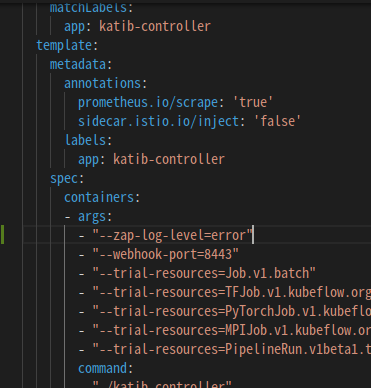 matchLabels:
app: katib-controller
template:
metadata:
annotations:
prometheus.io/scrape: 'true'
sidecar.istio.io/inject: 'false'
labels:
app: katib-controller
spec:
containers:
- args:
- "--zap-log-level=error"
- "--webhook-port=8443"
- "--trial-resources=Job.v1.batch"
- "--trial-resources=TFJob.v1.kubeflow.org
- "--trial-resources=PyTorchJob.v1.kubeflo
- "--trial-resources=MPIJob.v1.kubeflow.or
- "--trial-resources=PipelineRun.v1beta1.t
command:
- "./katib-controller"